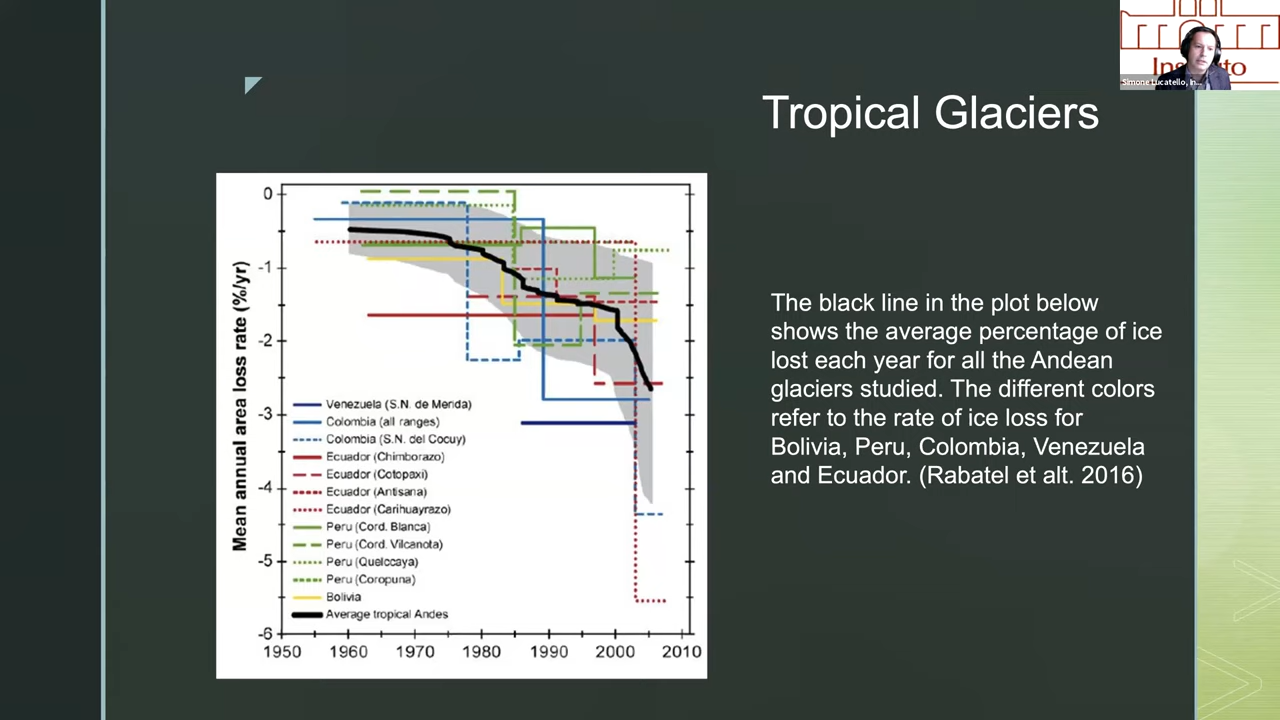 Instituto
Simone Lucatello, In...
Tropical Glaciers
0
-1
-2
-3
-4
-5
-6
1950 1960 1970 1980 1990 2000 2010
Mean annual area loss rate (%/yr)
Venezuela (S.N. de Merida)
Colombia (all ranges)
Colombia (S.N. del Cocuy)
Ecuador (Chimborazo)
Ecuador (Cotopaxi)
Ecuador (Antisana)
Ecuador (Carihuayrazo)
Peru (Cord. Blanca)
Peru (Cord. Vilcanota)
Peru (Quelccaya)
Peru (Coropuna)
Bolivia
Average tropical Andes
The black line in the plot below
shows the average percentage of ice
lost each year for all the Andean
glaciers studied. The different colors
refer to the rate of ice loss for
Bolivia, Peru, Colombia, Venezuela
and Ecuador. (Rabatel et alt. 2016)